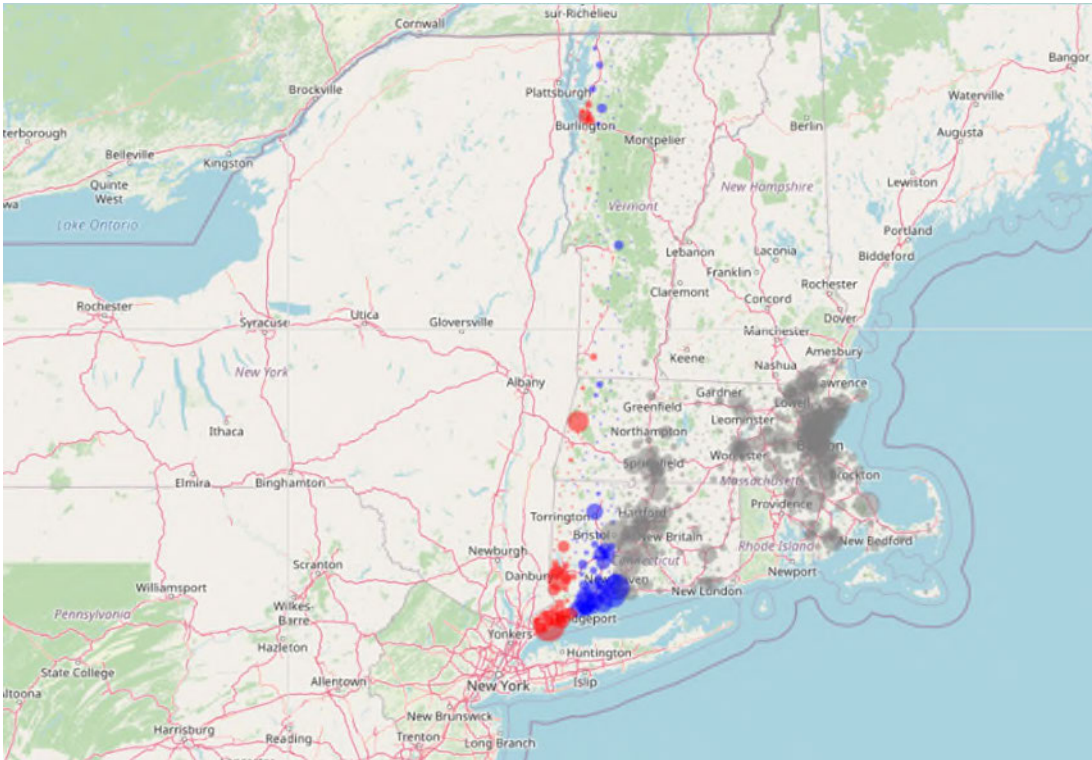 sur-Richelieu
Cornwall
Bangor
Brockville
Plattsburgh
Waterville
Burlington
Berlin
Augusta
terborough
Montpelier
Belleville
Kingston
Quinte
West
Lewiston
New Hampshire
wa
Vermont
Lake Ontario
Portland
Lebanon
Laconia
Biddeford
Franklin
Claremont
Rochester
Concord
Rochester
Utica
Dover
Syracuse
Gloversville
Manchester
Amesbury
Keene
Nashua
New York
Albany
Gardner
Lawrence
Greenfield
Lowell
Leominster
Ithaca
Northampton
Springfield
Worcester
Brockton
Elmira
Binghamton
Massachusetts
Providence
Torrington
Hartford
Bristol
New Britain
New Bedford
Rhode Island
Newburgh
Scranton
Newport
Williamsport
New London
Wilkes-
Barre
Pennsylvania
Yonkers
Hazleton
Huntington
State College
New York
Islip
Allentown
Altoona
New Brunswick
Harrisburg
Reading
Trenton
Long Branch